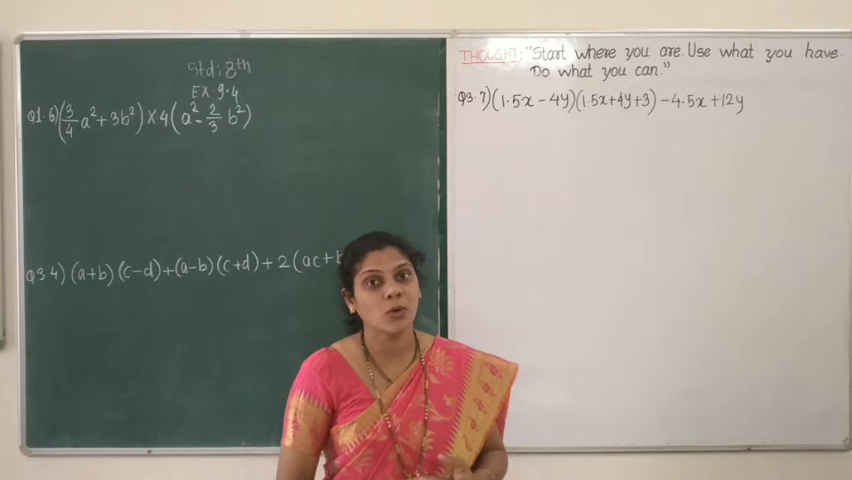 Std: 8th
EX 9.4
Q1.6) (3/4 a² + 3b²) × 4(a² - 2/3 b²)
Q3.4) (a+b) (c-d) + (a-b) (c+d) + 2 (ac+b
THOUGHT: "Start where you are. Use what you have.
Do what you can."
Q3.7) (1.5x - 4y)(1.5x + 4y + 3) - 4.5x + 12y